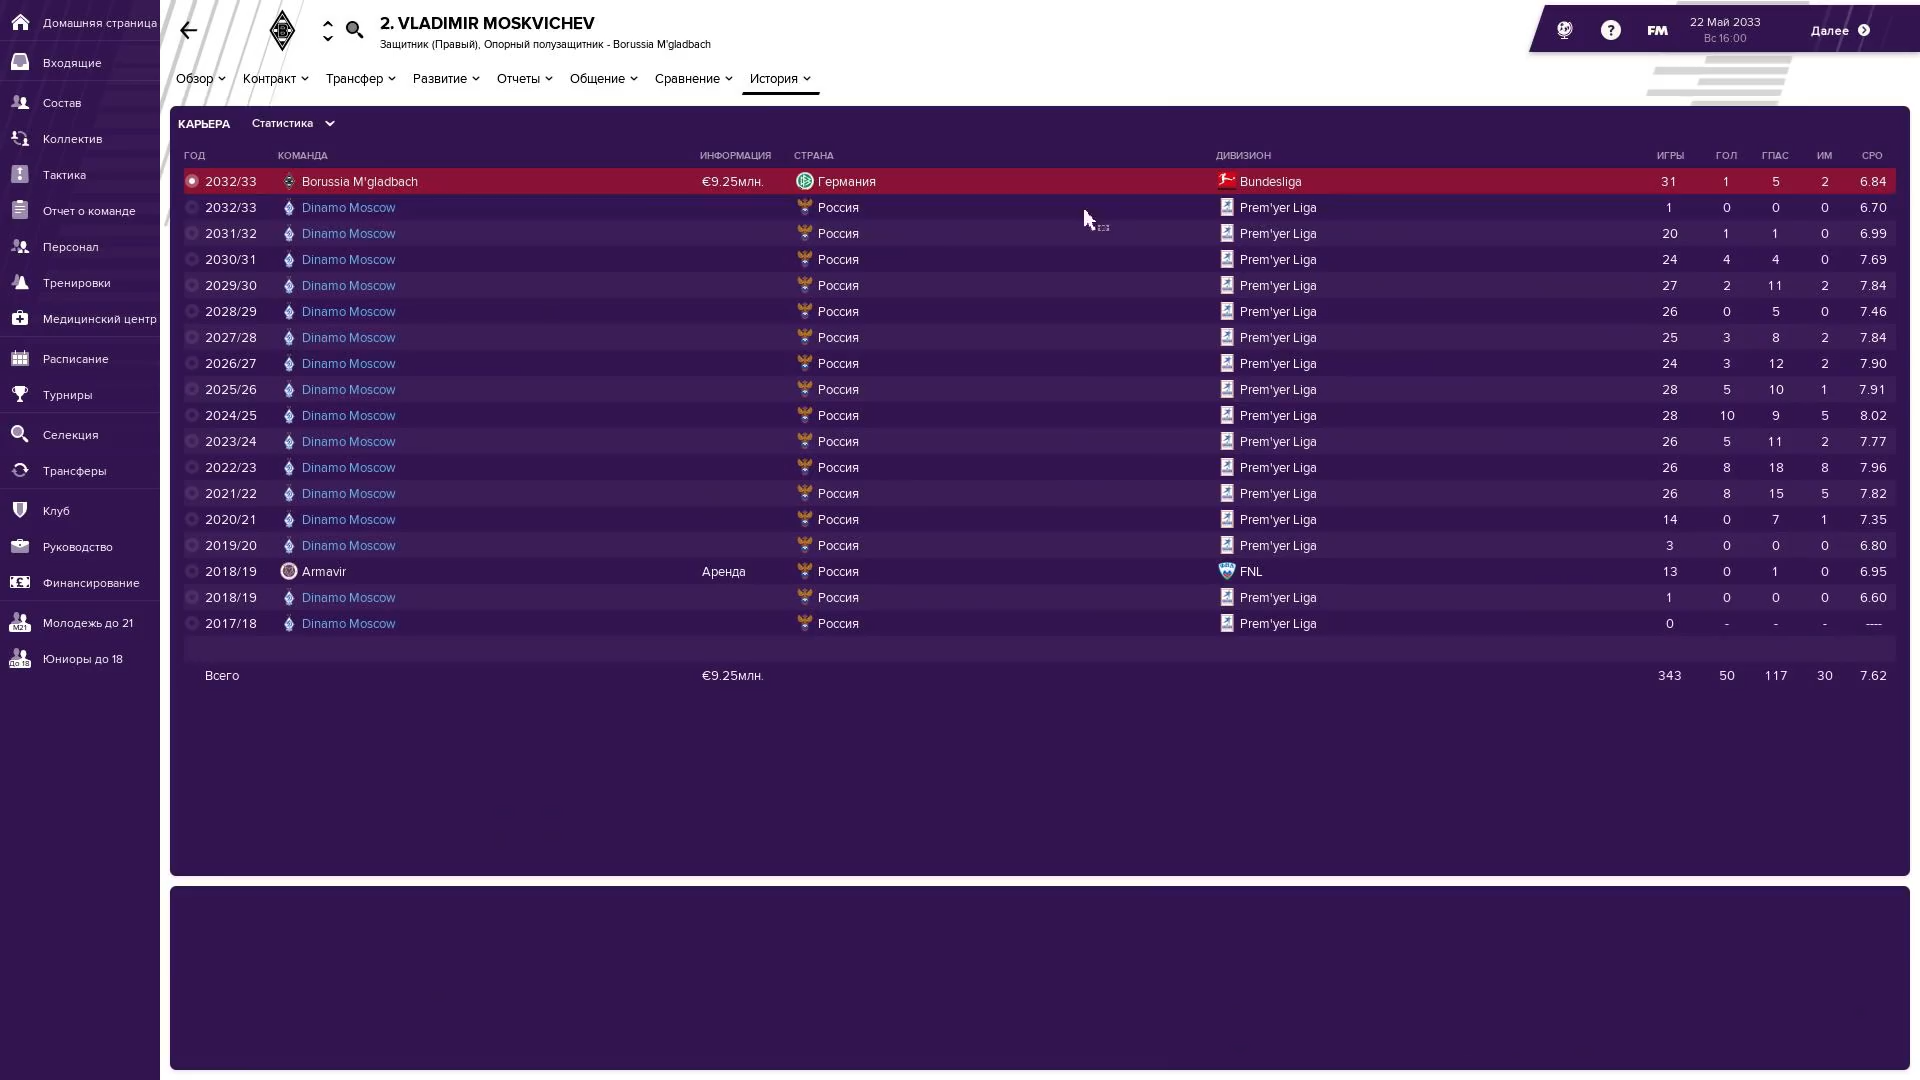 Домашняя страница
Входящие
Состав
Коллектив
Тактика
Отчет о команде
Персонал
Тренировки
Медицинский центр
Расписание
Турниры
Селекция
Трансферы
Клуб
Руководство
Финансирование
M21 Молодежь до 21
До 18 Юниоры до 18
2. VLADIMIR MOSKVICHEV
Защитник (Правый), Опорный полузащитник - Borussia M'gladbach
? FM 22 Май 2033 Далее
Вс 16:00
Обзор Контракт Трансфер Развитие Отчеты Общение Сравнение История
КАРЬЕРА Статистика
ГОД КОМАНДА ИНФОРМАЦИЯ СТРАНА ДИВИЗИОН ИГРЫ ГОЛ ГПАС ИМ СРО
2032/33 Borussia M'gladbach €9.25млн. Германия Bundesliga 31 1 5 2 6.84
2032/33 Dinamo Moscow Россия Prem'yer Liga 1 0 0 0 6.70
2031/32 Dinamo Moscow Россия Prem'yer Liga 20 1 1 0 6.99
2030/31 Dinamo Moscow Россия Prem'yer Liga 24 4 4 0 7.69
2029/30 Dinamo Moscow Россия Prem'yer Liga 27 2 11 2 7.84
2028/29 Dinamo Moscow Россия Prem'yer Liga 26 0 5 0 7.46
2027/28 Dinamo Moscow Россия Prem'yer Liga 25 3 8 2 7.84
2026/27 Dinamo Moscow Россия Prem'yer Liga 24 3 12 2 7.90
2025/26 Dinamo Moscow Россия Prem'yer Liga 28 5 10 1 7.91
2024/25 Dinamo Moscow Россия Prem'yer Liga 28 10 9 5 8.02
2023/24 Dinamo Moscow Россия Prem'yer Liga 26 5 11 2 7.77
2022/23 Dinamo Moscow Россия Prem'yer Liga 26 8 18 8 7.96
2021/22 Dinamo Moscow Россия Prem'yer Liga 26 8 15 5 7.82
2020/21 Dinamo Moscow Россия Prem'yer Liga 14 0 7 1 7.35
2019/20 Dinamo Moscow Россия Prem'yer Liga 3 0 0 0 6.80
2018/19 Armavir Аренда Россия FNL 13 0 1 0 6.95
2018/19 Dinamo Moscow Россия Prem'yer Liga 1 0 0 0 6.60
2017/18 Dinamo Moscow Россия Prem'yer Liga 0 - - - ----
Всего €9.25млн. 343 50 117 30 7.62